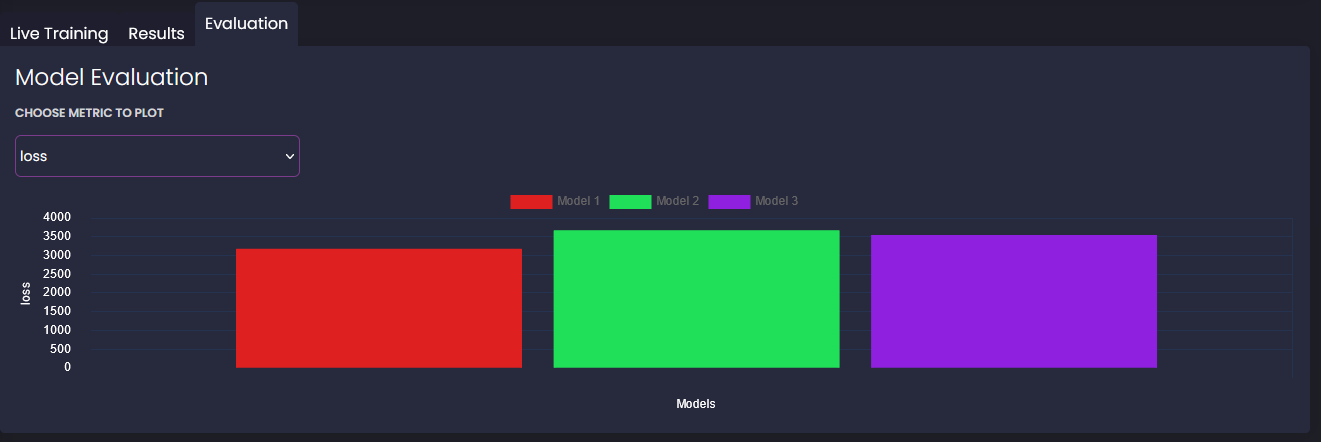 Live Training Results Evaluation
Model Evaluation
CHOOSE METRIC TO PLOT
loss
Model 1 Model 2 Model 3
4000
3500
3000
2500
2000
1500
1000
500
0
loss
Models